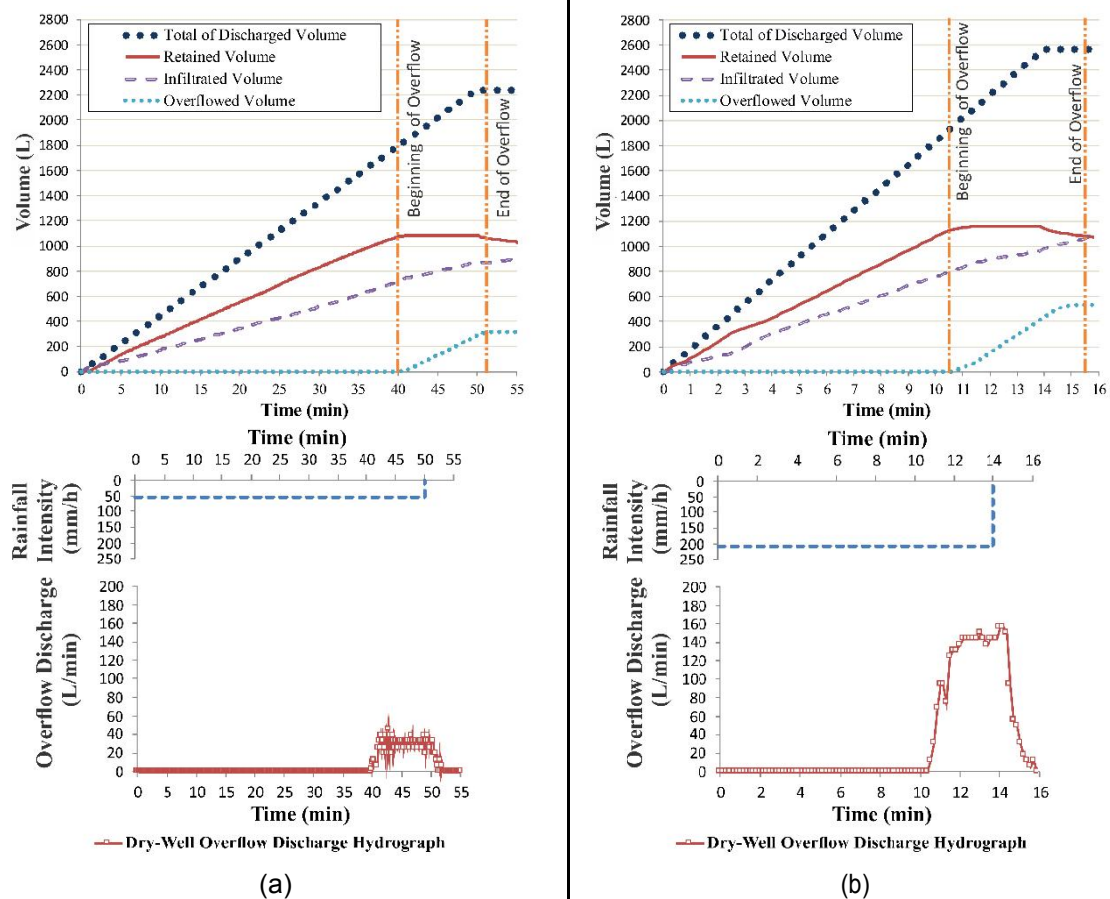 2800
2600
2400
2200
2000
1800
1600
1400
1200
1000
800
600
400
200
0
Volume (L)
Total of Discharged Volume
Retained Volume
Infiltrated Volume
Overflowed Volume
Beginning of Overflow
End of Overflow
0 5 10 15 20 25 30 35 40 45 50 55
Time (min)
Time (min)
0 5 10 15 20 25 30 35 40 45 50 55
Rainfall
Intensity
(mm/h)
0
50
100
150
200
250
Overflow Discharge
(L/min)
200
180
160
140
120
100
80
60
40
20
0
0 5 10 15 20 25 30 35 40 45 50 55
Time (min)
Dry-Well Overflow Discharge Hydrograph
(a)
2800
2600
2400
2200
2000
1800
1600
1400
1200
1000
800
600
400
200
0
Volume (L)
Total of Discharged Volume
Retained Volume
Infiltrated Volume
Overflowed Volume
Beginning of Overflow
End of Overflow
0 1 2 3 4 5 6 7 8 9 10 11 12 13 14 15 16
Time (min)
Time (min)
0 2 4 6 8 10 12 14 16
Rainfall
Intensity
(mm/h)
0
50
100
150
200
250
Overflow Discharge
(L/min)
200
180
160
140
120
100
80
60
40
20
0
0 2 4 6 8 10 12 14 16
Time (min)
Dry-Well Overflow Discharge Hydrograph
(b)